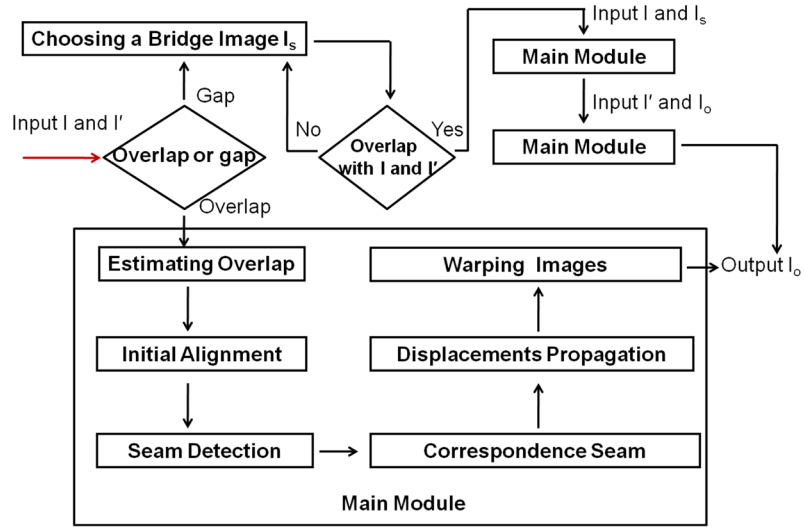 Choosing a Bridge Image Is
Input I and Is
Main Module
Gap
Input I and I′
Input I′ and Io
No
Yes
Overlap
with I and I′
Overlap or gap
Main Module
Overlap
Estimating Overlap
Warping Images
Output Io
Initial Alignment
Displacements Propagation
Seam Detection
Correspondence Seam
Main Module